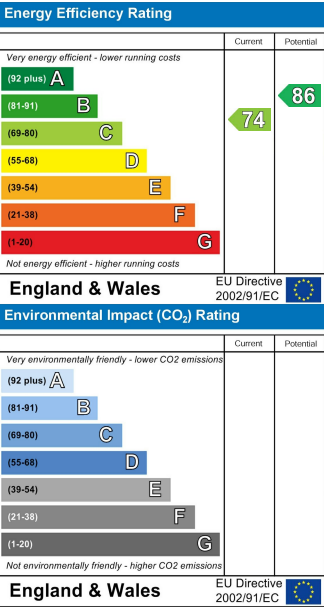 Energy Efficiency Rating
Current Potential
Very energy efficient - lower running costs
(92 plus) A
(81-91) B
(69-80) C
(55-68) D
(39-54) E
(21-38) F
(1-20) G
74
86
Not energy efficient - higher running costs
England & Wales
EU Directive
2002/91/EC
Environmental Impact (CO₂) Rating
Current Potential
Very environmentally friendly - lower CO2 emissions
(92 plus) A
(81-91) B
(69-80) C
(55-68) D
(39-54) E
(21-38) F
(1-20) G
Not environmentally friendly - higher CO2 emissions
England & Wales
EU Directive
2002/91/EC